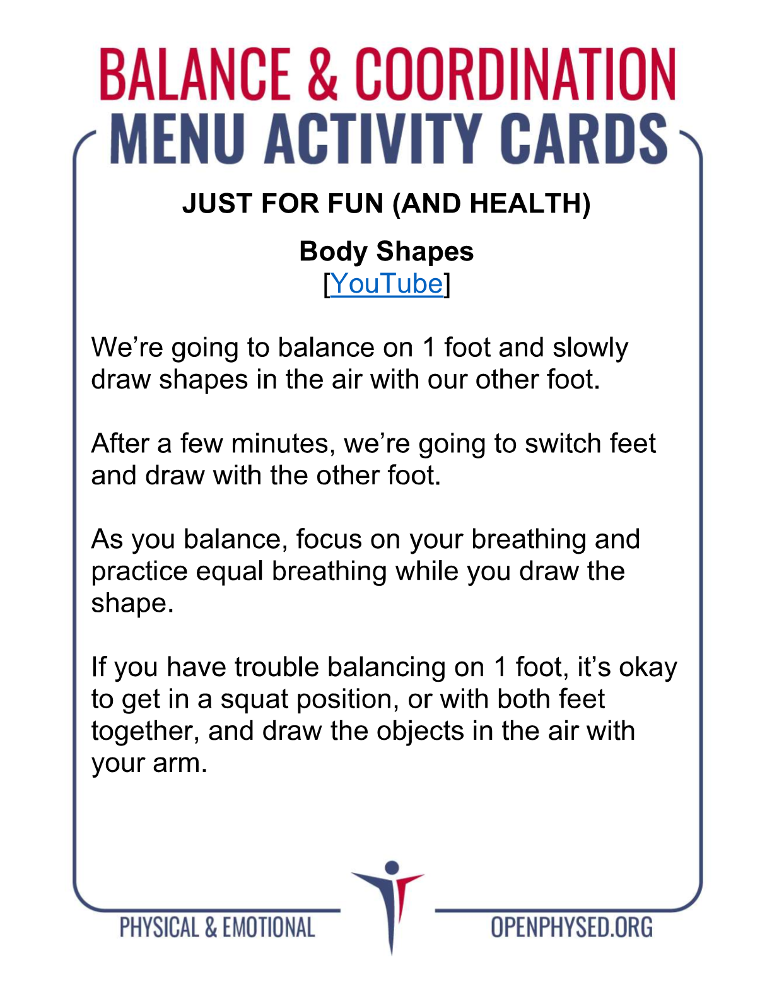 BALANCE & COORDINATION
MENU ACTIVITY CARDS
JUST FOR FUN (AND HEALTH)
Body Shapes
[YouTube]
We’re going to balance on 1 foot and slowly
draw shapes in the air with our other foot.
After a few minutes, we’re going to switch feet
and draw with the other foot.
As you balance, focus on your breathing and
practice equal breathing while you draw the
shape.
If you have trouble balancing on 1 foot, it’s okay
to get in a squat position, or with both feet
together, and draw the objects in the air with
your arm.
PHYSICAL & EMOTIONAL
OPENPHYSED.ORG